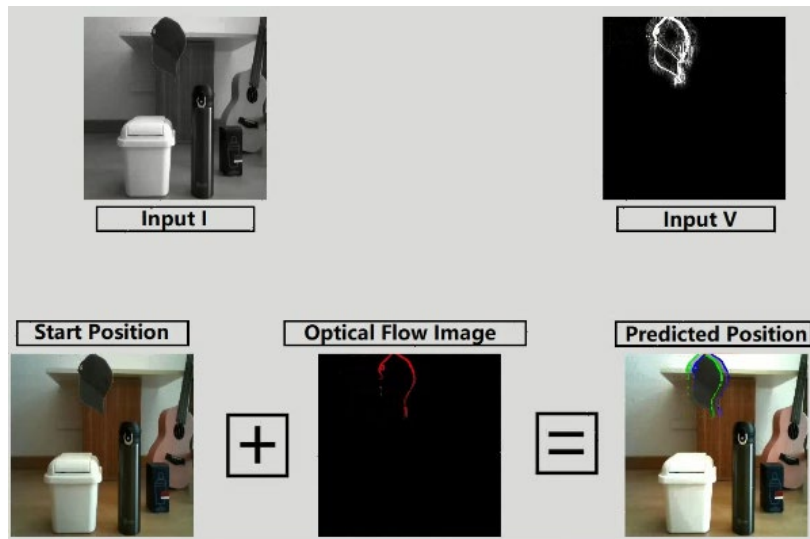 Input I
Input V
Start Position
Optical Flow Image
Predicted Position
+
=